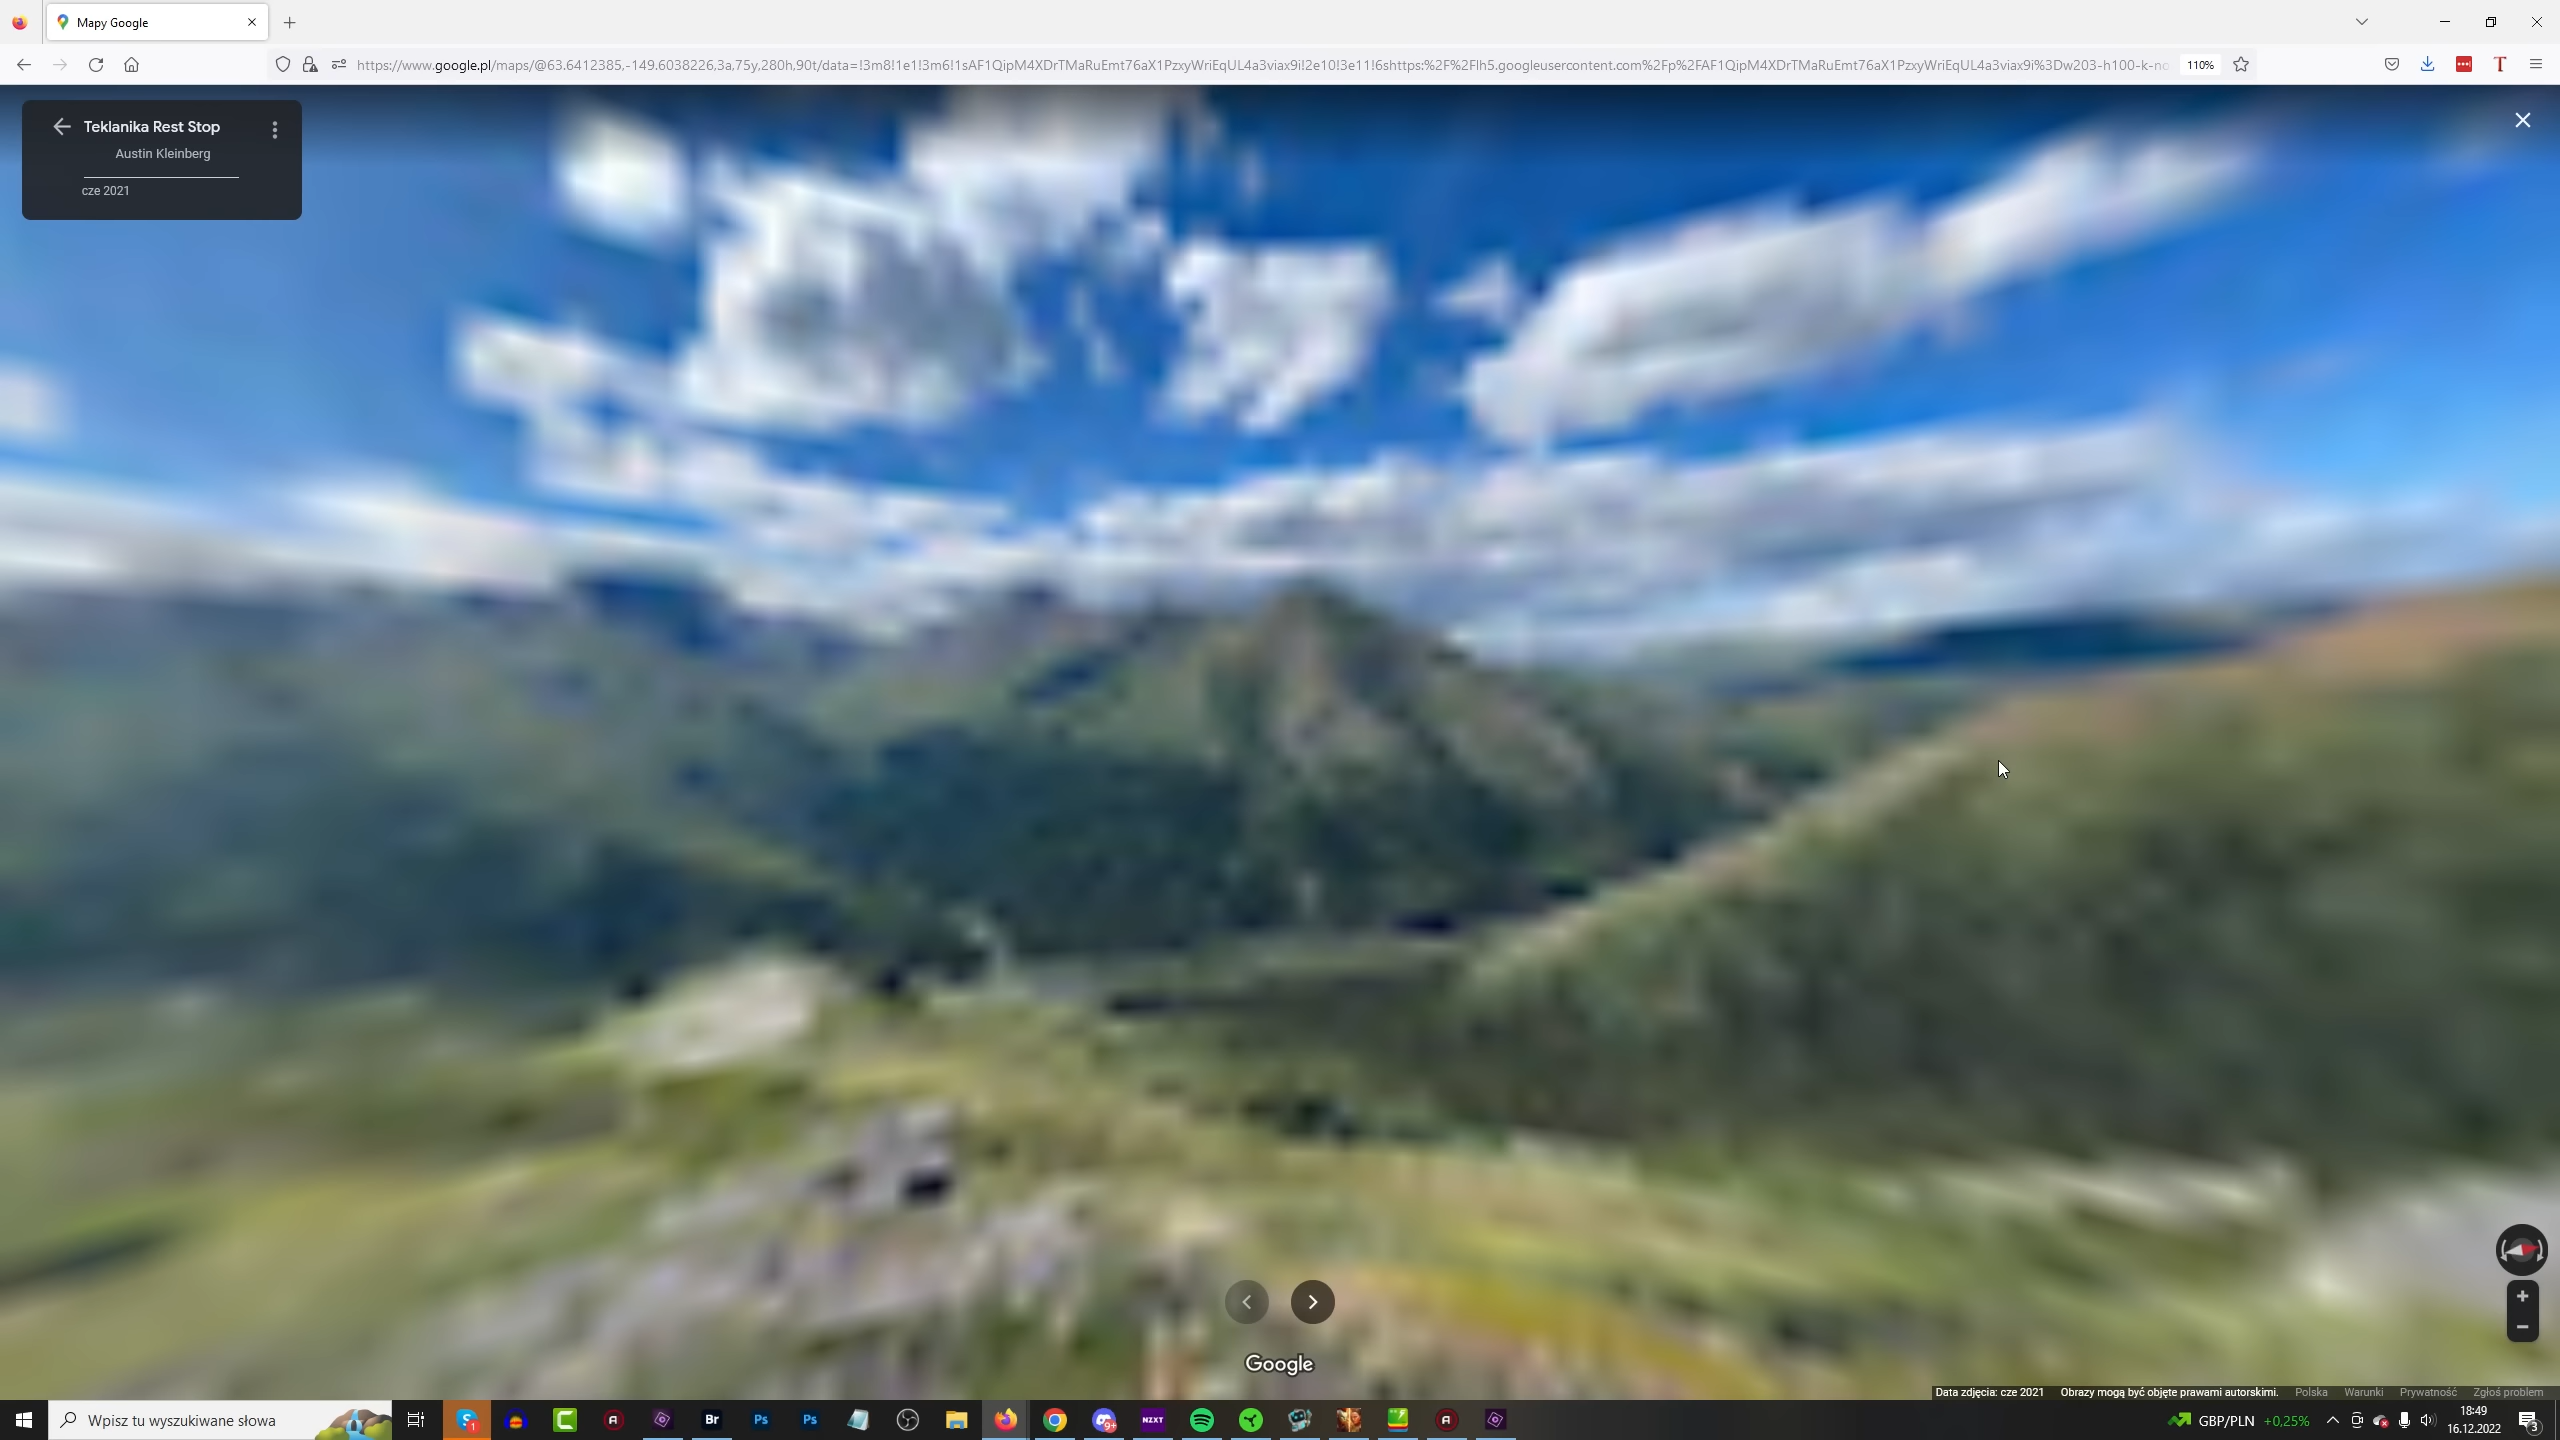 Mapy Google
https://www.google.pl/maps/@63.6412385,-149.6038226,3a,75y,280h,90t/data=!3m8!1e1!3m6!1sAF1QipM4XDrTMaRuEmt76aX1PzxyWriEqUL4a3viax9i!2e10!3e11!6shttps:%2F%2Flh5.googleusercontent.com%2Fp%2FAF1QipM4XDrTMaRuEmt76aX1PzxyWriEqUL4a3viax9i%3Dw203-h100-k-no
110%
Teklanika Rest Stop
Austin Kleinberg
cze 2021
Google
Data zdjęcia: cze 2021 Obrazy mogą być objęte prawami autorskimi. Polska Warunki Prywatność Zgłoś problem
Wpisz tu wyszukiwane słowa
1
Br
Ps
Ps
9+
NZXT
GBP/PLN +0,25%
18:49
16.12.2022
3